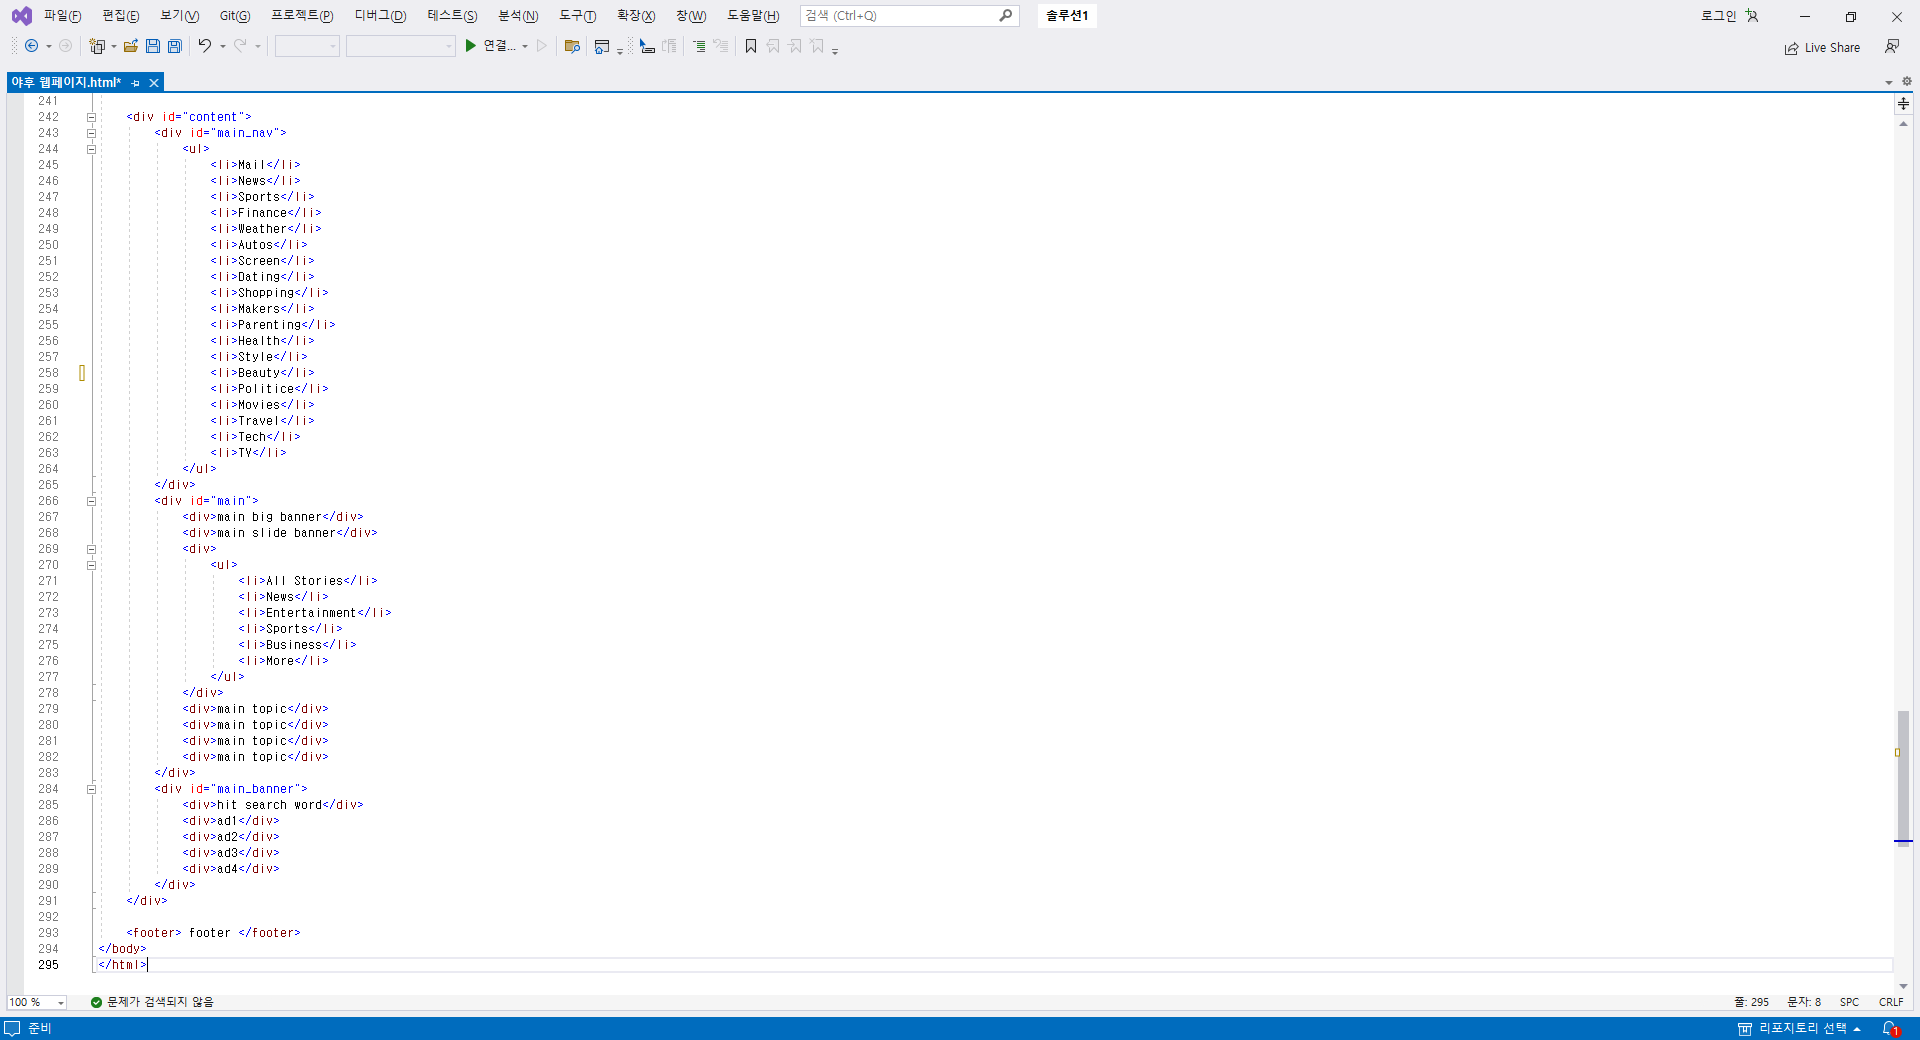 파일(F) 편집(E) 보기(V) Git(G) 프로젝트(P) 디버그(D) 테스트(S) 분석(N) 도구(T) 확장(X) 창(W) 도움말(H) 검색 (Ctrl+Q) 솔루션1 로그인
연결... Live Share
야후 웹페이지.html*
241
242 <div id="content">
243 <div id="main_nav">
244 <ul>
245 <li>Mail</li>
246 <li>News</li>
247 <li>Sports</li>
248 <li>Finance</li>
249 <li>Weather</li>
250 <li>Autos</li>
251 <li>Screen</li>
252 <li>Dating</li>
253 <li>Shopping</li>
254 <li>Makers</li>
255 <li>Parenting</li>
256 <li>Health</li>
257 <li>Style</li>
258 <li>Beauty</li>
259 <li>Politice</li>
260 <li>Movies</li>
261 <li>Travel</li>
262 <li>Tech</li>
263 <li>TV</li>
264 </ul>
265 </div>
266 <div id="main">
267 <div>main big banner</div>
268 <div>main slide banner</div>
269 <div>
270 <ul>
271 <li>All Stories</li>
272 <li>News</li>
273 <li>Entertainment</li>
274 <li>Sports</li>
275 <li>Business</li>
276 <li>More</li>
277 </ul>
278 </div>
279 <div>main topic</div>
280 <div>main topic</div>
281 <div>main topic</div>
282 <div>main topic</div>
283 </div>
284 <div id="main_banner">
285 <div>hit search word</div>
286 <div>ad1</div>
287 <div>ad2</div>
288 <div>ad3</div>
289 <div>ad4</div>
290 </div>
291 </div>
292
293 <footer> footer </footer>
294 </body>
295 </html>
100 % 문제가 검색되지 않음 줄: 295 문자: 8 SPC CRLF
준비 리포지토리 선택 1